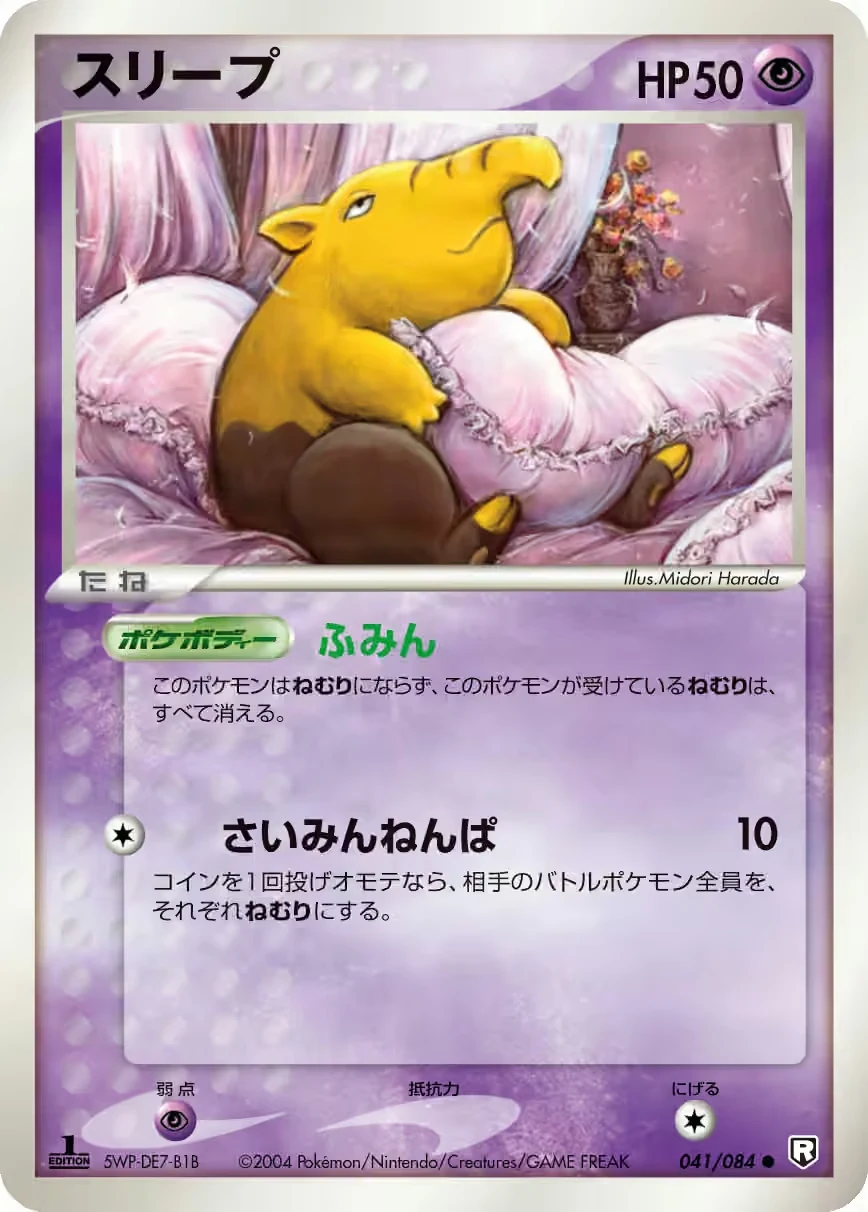 スリープ HP50
たね
Illus.Midori Harada
ポケボディー ふみん
このポケモンはねむりにならず、このポケモンが受けているねむりは、
すべて消える。
さいみんねんぱ 10
コインを1回投げオモテなら、相手のバトルポケモン全員を、
それぞれねむりにする。
弱点 抵抗力 にげる
1 EDITION 5WP-DE7-B1B ©2004 Pokémon/Nintendo/Creatures/GAME FREAK 041/084 ● R